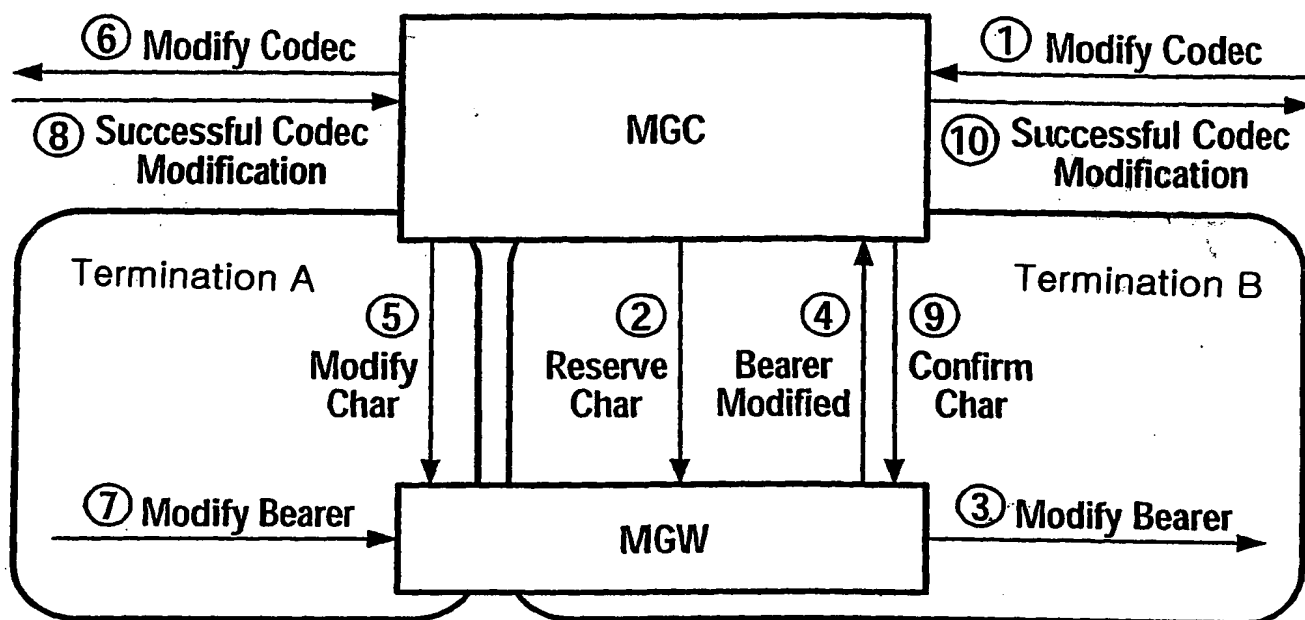 ⑥ Modify Codec
① Modify Codec
⑧ Successful Codec
Modification
MGC
⑩ Successful Codec
Modification
Termination A
Termination B
⑤
Modify
Char
②
Reserve
Char
④
Bearer
Modified
⑨
Confirm
Char
⑦ Modify Bearer
MGW
③ Modify Bearer